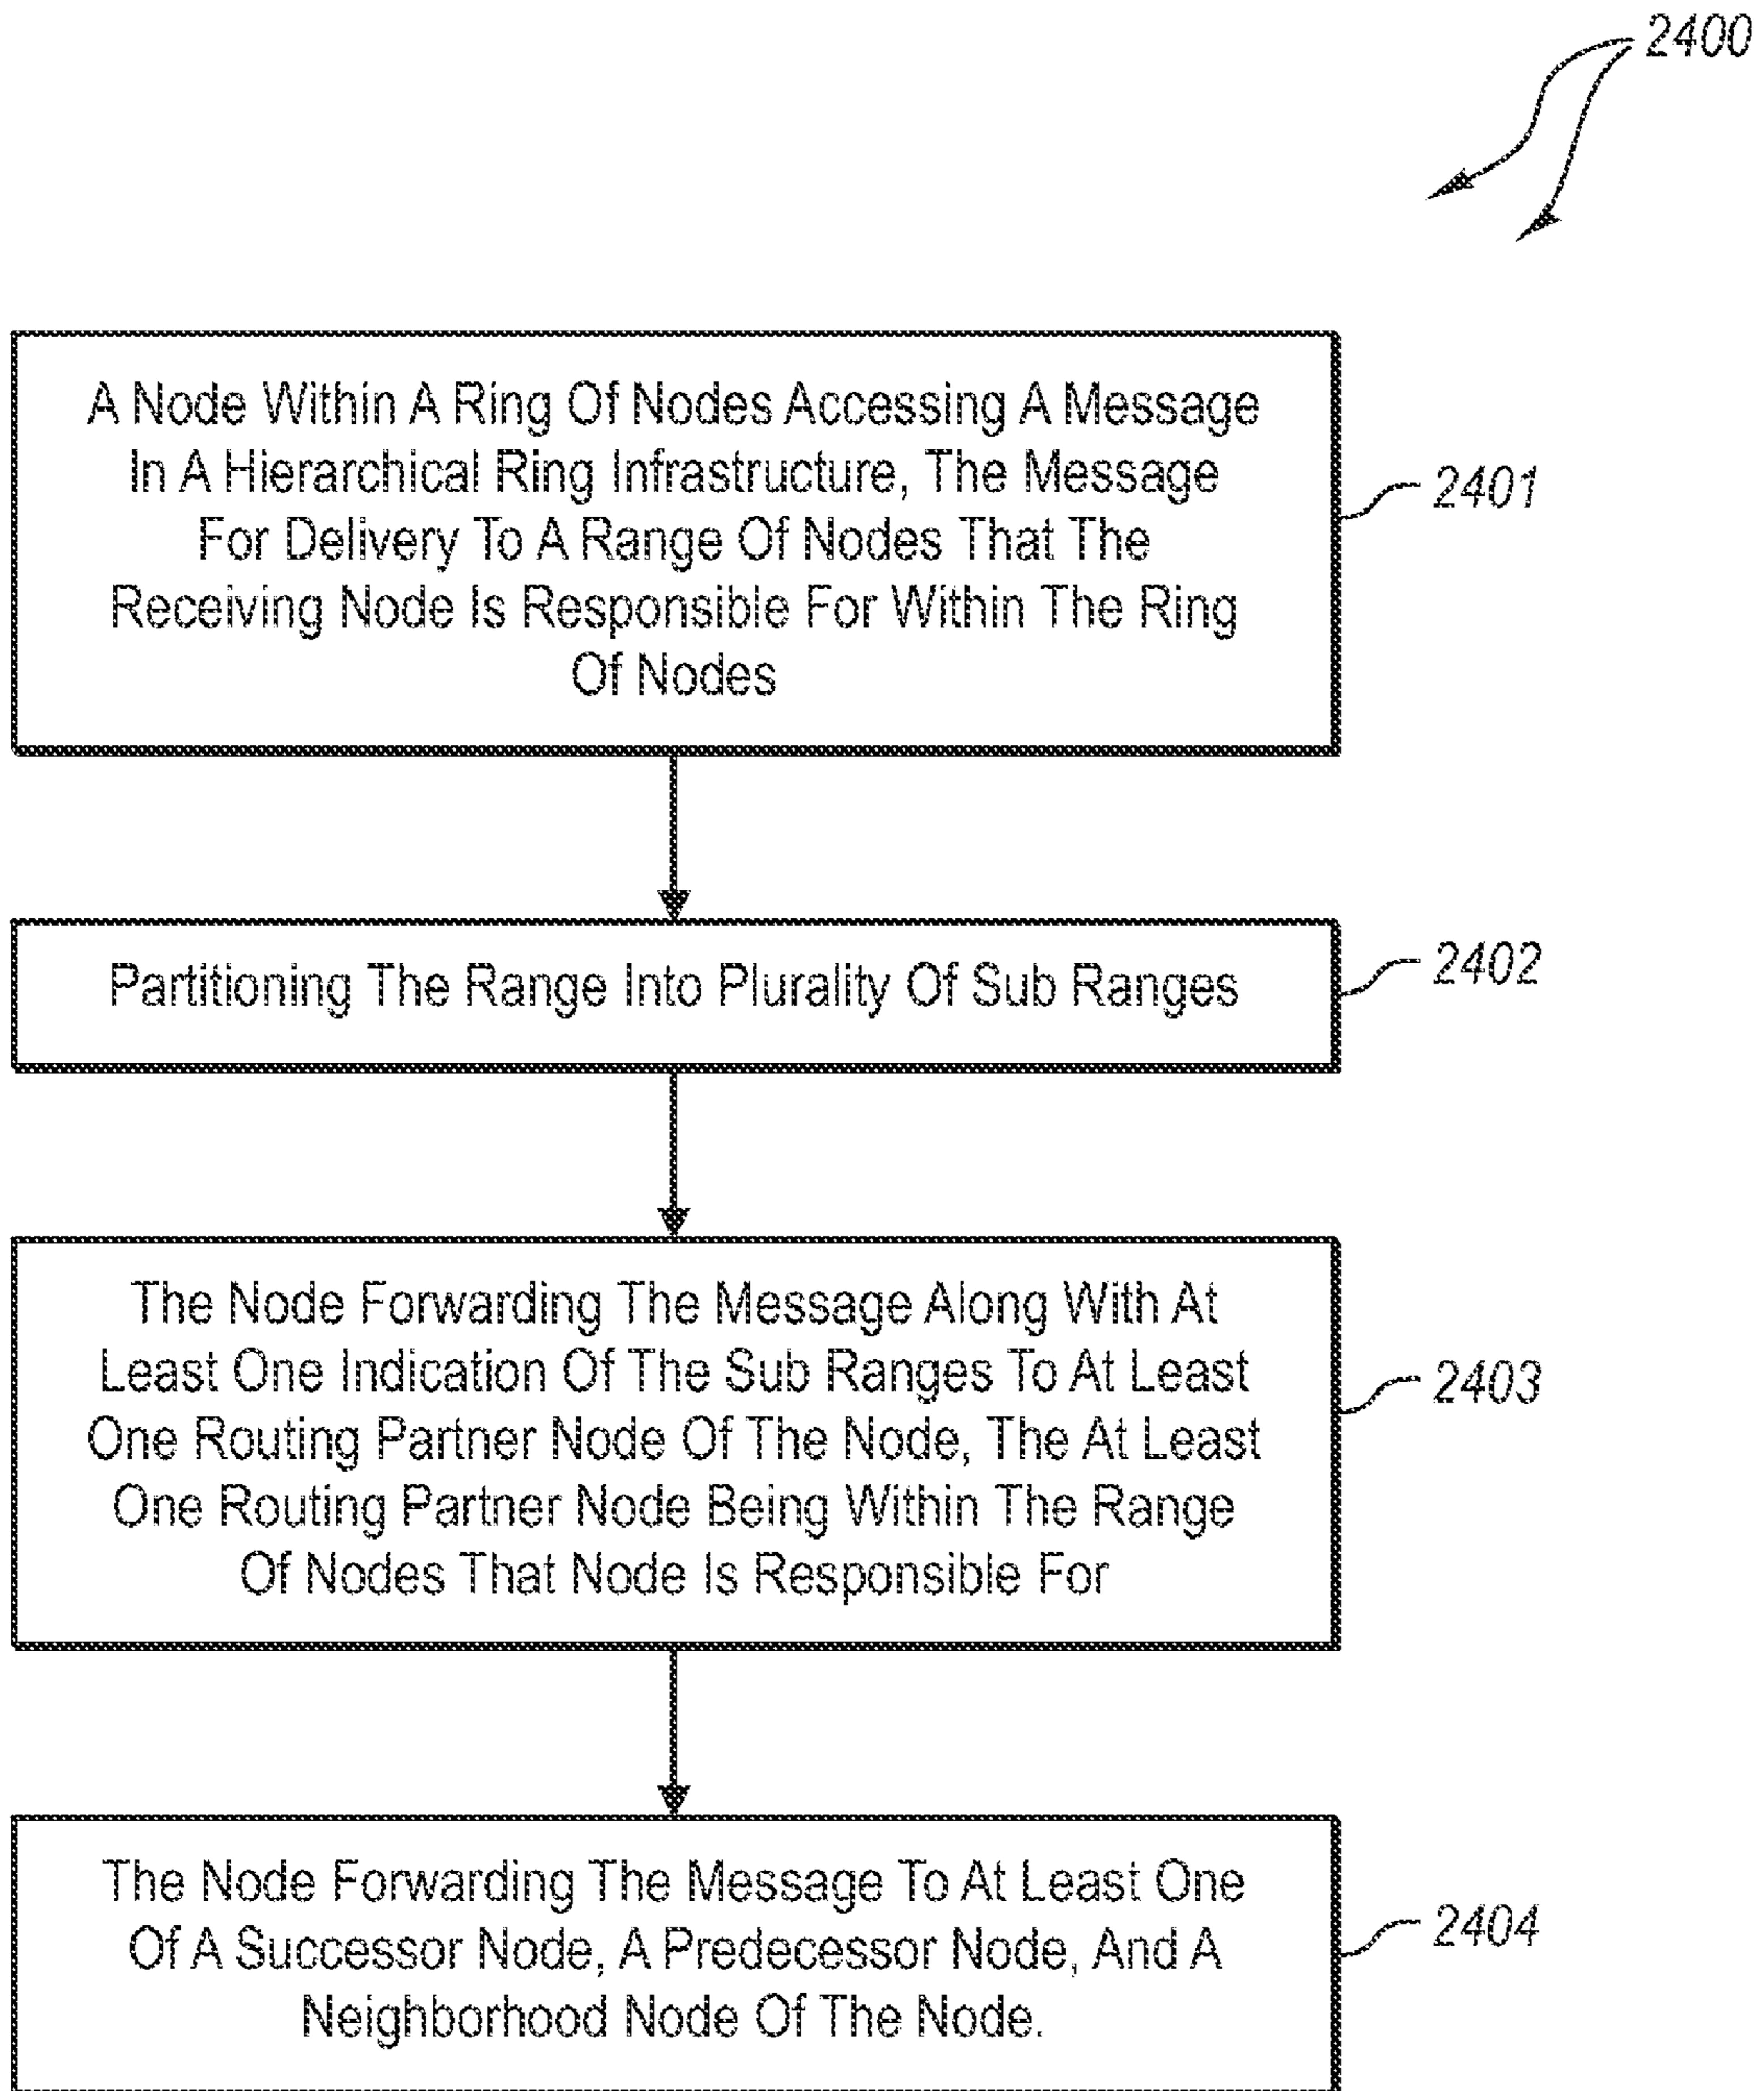 2400
A Node Within A Ring Of Nodes Accessing A Message
In A Hierarchical Ring Infrastructure, The Message
For Delivery To A Range Of Nodes That The
Receiving Node Is Responsible For Within The Ring
Of Nodes
2401
Partitioning The Range Into Plurality Of Sub Ranges
2402
The Node Forwarding The Message Along With At
Least One Indication Of The Sub Ranges To At Least
One Routing Partner Node Of The Node, The At Least
One Routing Partner Node Being Within The Range
Of Nodes That Node Is Responsible For
2403
The Node Forwarding The Message To At Least One
Of A Successor Node, A Predecessor Node, And A
Neighborhood Node Of The Node.
2404